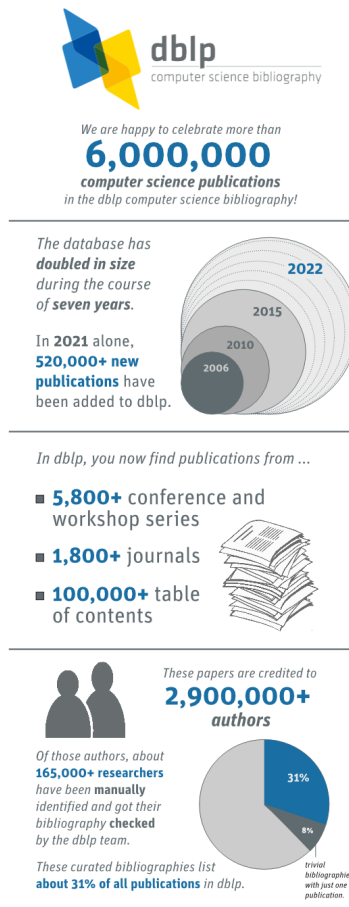 dblp
computer science bibliography
We are happy to celebrate more than
6,000,000
computer science publications
in the dblp computer science bibliography!
The database has
doubled in size
during the course
of seven years.
In 2021 alone,
520,000+ new
publications have
been added to dblp.
2022
2015
2010
2006
In dblp, you now find publications from ...
5,800+ conference and
workshop series
1,800+ journals
100,000+ table
of contents
These papers are credited to
2,900,000+
authors
Of those authors, about
165,000+ researchers
have been manually
identified and got their
bibliography checked
by the dblp team.
These curated bibliographies list
about 31% of all publications in dblp.
31%
8%
trivial
bibliographie
with just one
publication.